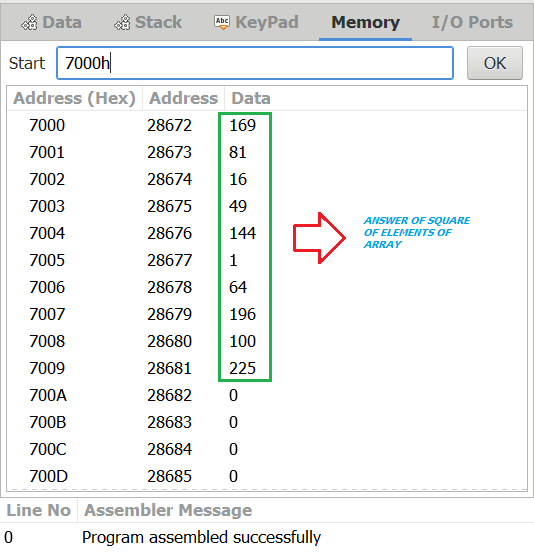 Data Stack Abc KeyPad Memory I/O Ports
Start 7000h OK
Address (Hex) Address Data
7000 28672 169
7001 28673 81
7002 28674 16
7003 28675 49
7004 28676 144
7005 28677 1
7006 28678 64
7007 28679 196
7008 28680 100
7009 28681 225
700A 28682 0
700B 28683 0
700C 28684 0
700D 28685 0
ANSWER OF SQUARE
OF ELEMENTS OF
ARRAY
Line No Assembler Message
0 Program assembled successfully